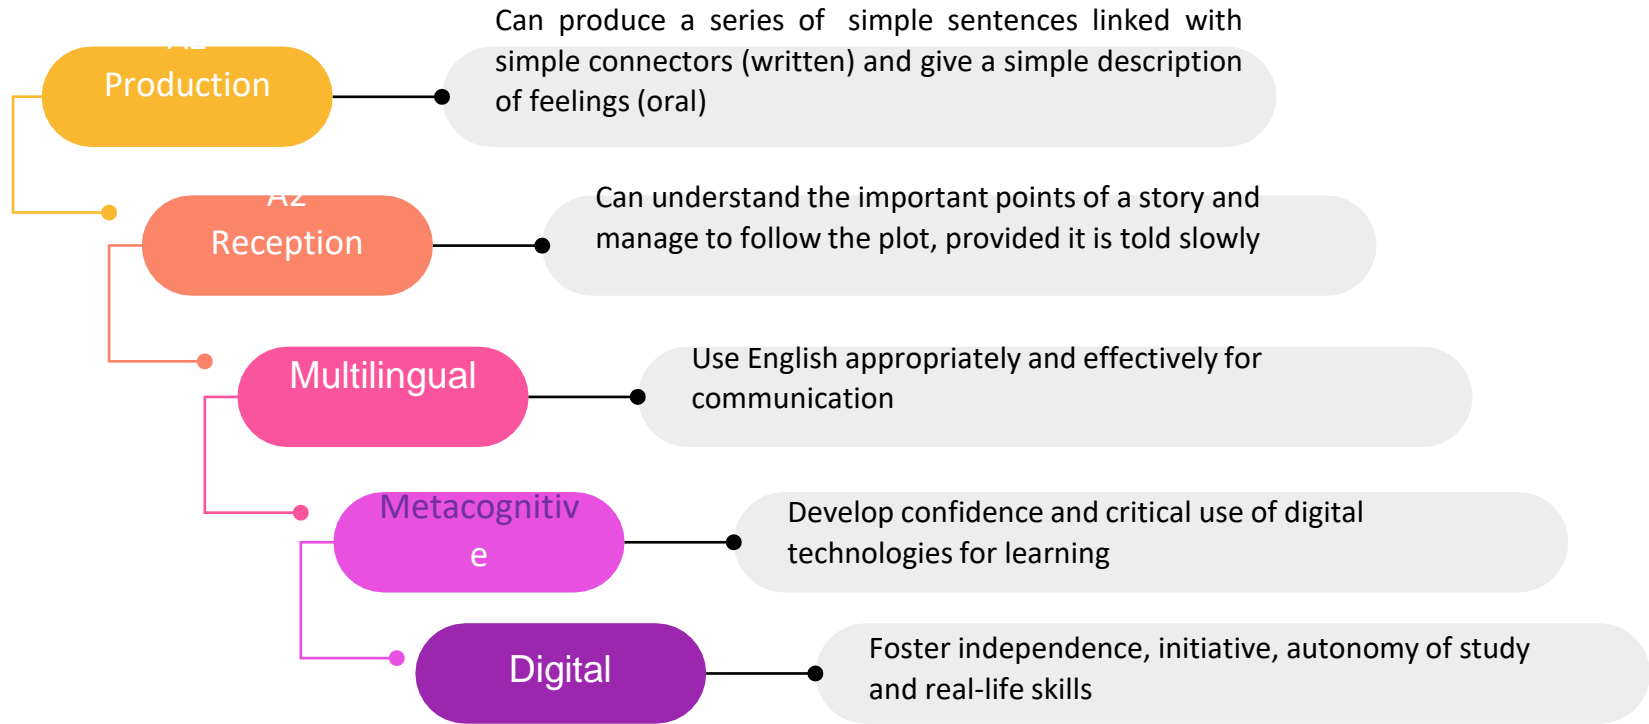 A2
Production
Can produce a series of simple sentences linked with
simple connectors (written) and give a simple description
of feelings (oral)
A2
Reception
Can understand the important points of a story and
manage to follow the plot, provided it is told slowly
Multilingual
Use English appropriately and effectively for
communication
Metacognitiv
e
Develop confidence and critical use of digital
technologies for learning
Digital
Foster independence, initiative, autonomy of study
and real-life skills